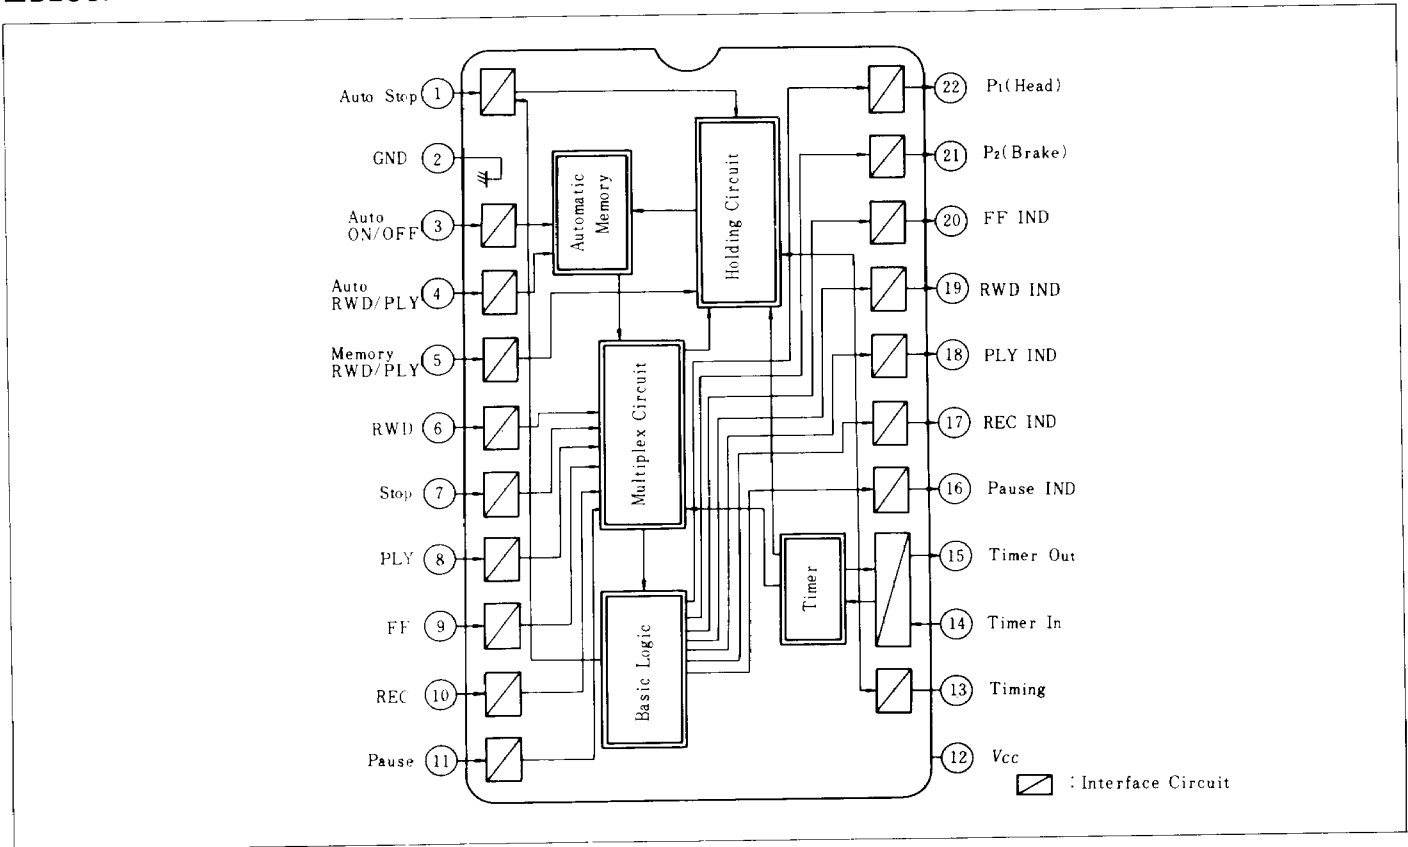 Auto Stop 1
GND 2
Auto
ON/OFF 3
Auto
RWD/PLY 4
Memory
RWD/PLY 5
RWD 6
Stop 7
PLY 8
FF 9
REC 10
Pause 11
Automatic
Memory
Holding Circuit
Multiplex Circuit
Basic Logic
Timer
22 P1(Head)
21 P2(Brake)
20 FF IND
19 RWD IND
18 PLY IND
17 REC IND
16 Pause IND
15 Timer Out
14 Timer In
13 Timing
12 Vcc
: Interface Circuit